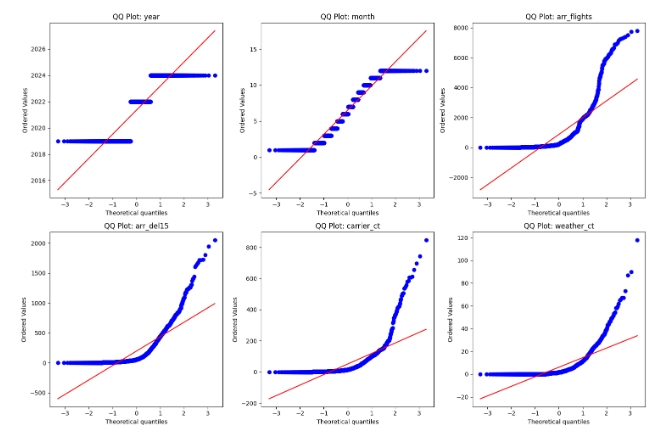 QQ Plot: year
QQ Plot: month
QQ Plot: arr_flights
2026
2024
2022
2020
2018
2016
Ordered Values
−3 −2 −1 0 1 2 3
Theoretical quantiles
15
10
5
0
−5
Ordered Values
−3 −2 −1 0 1 2 3
Theoretical quantiles
8000
6000
4000
2000
0
−2000
Ordered Values
−3 −2 −1 0 1 2 3
Theoretical quantiles
QQ Plot: arr_del15
QQ Plot: carrier_ct
QQ Plot: weather_ct
2000
1500
1000
500
0
−500
Ordered Values
−3 −2 −1 0 1 2 3
Theoretical quantiles
800
600
400
200
0
−200
Ordered Values
−3 −2 −1 0 1 2 3
Theoretical quantiles
120
100
80
60
40
20
0
−20
Ordered Values
−3 −2 −1 0 1 2 3
Theoretical quantiles